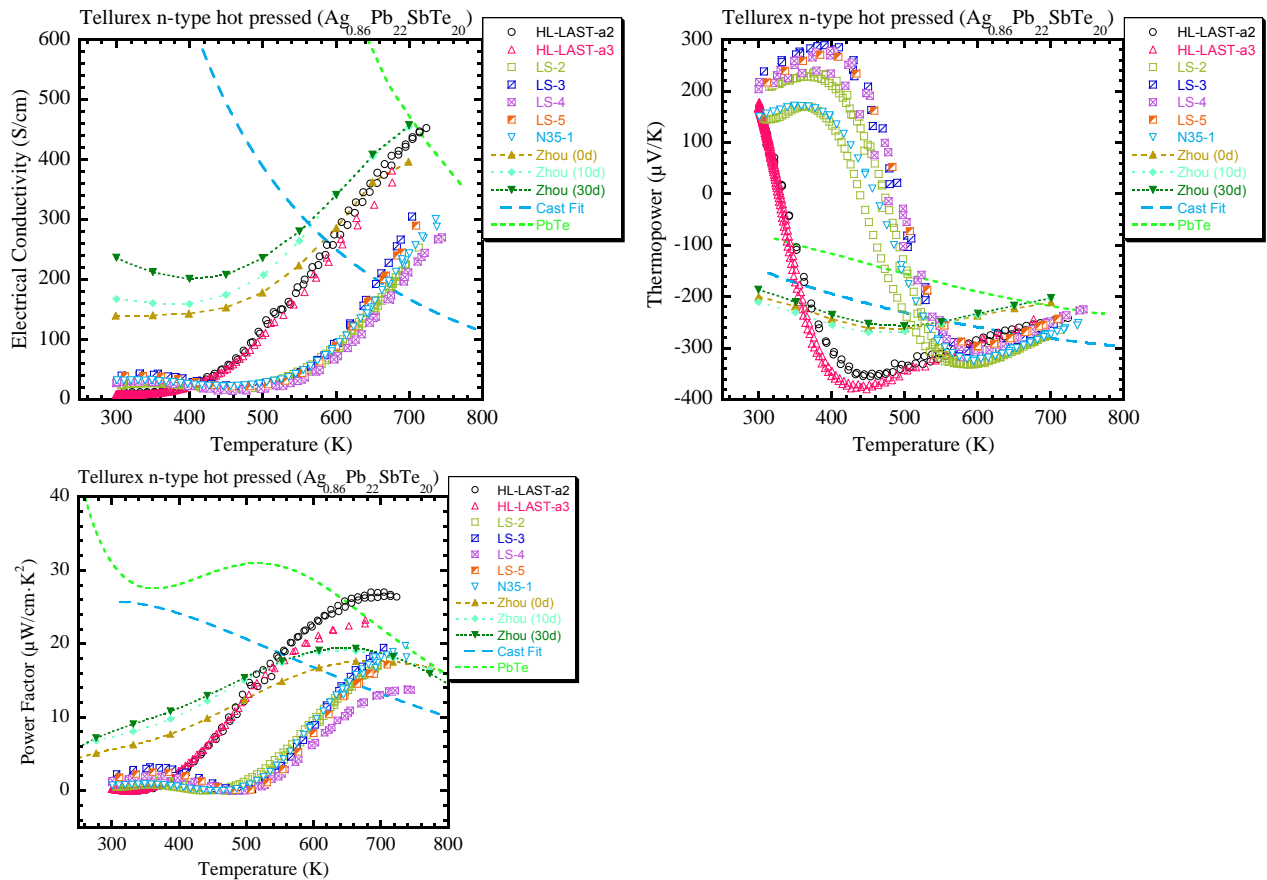 Tellurex n-type hot pressed (Ag0.86Pb22SbTe20)
600
500
400
300
200
100
0
300 400 500 600 700 800
Electrical Conductivity (S/cm)
Temperature (K)
HL-LAST-a2
HL-LAST-a3
LS-2
LS-3
LS-4
LS-5
N35-1
Zhou (0d)
Zhou (10d)
Zhou (30d)
Cast Fit
PbTe
Tellurex n-type hot pressed (Ag0.86Pb22SbTe20)
300
200
100
0
-100
-200
-300
-400
300 400 500 600 700 800
Thermopower (µV/K)
Temperature (K)
HL-LAST-a2
HL-LAST-a3
LS-2
LS-3
LS-4
LS-5
N35-1
Zhou (0d)
Zhou (10d)
Zhou (30d)
Cast Fit
PbTe
Tellurex n-type hot pressed (Ag0.86Pb22SbTe20)
40
30
20
10
0
300 400 500 600 700 800
Power Factor (µW/cm·K²)
Temperature (K)
HL-LAST-a2
HL-LAST-a3
LS-2
LS-3
LS-4
LS-5
N35-1
Zhou (0d)
Zhou (10d)
Zhou (30d)
Cast Fit
PbTe